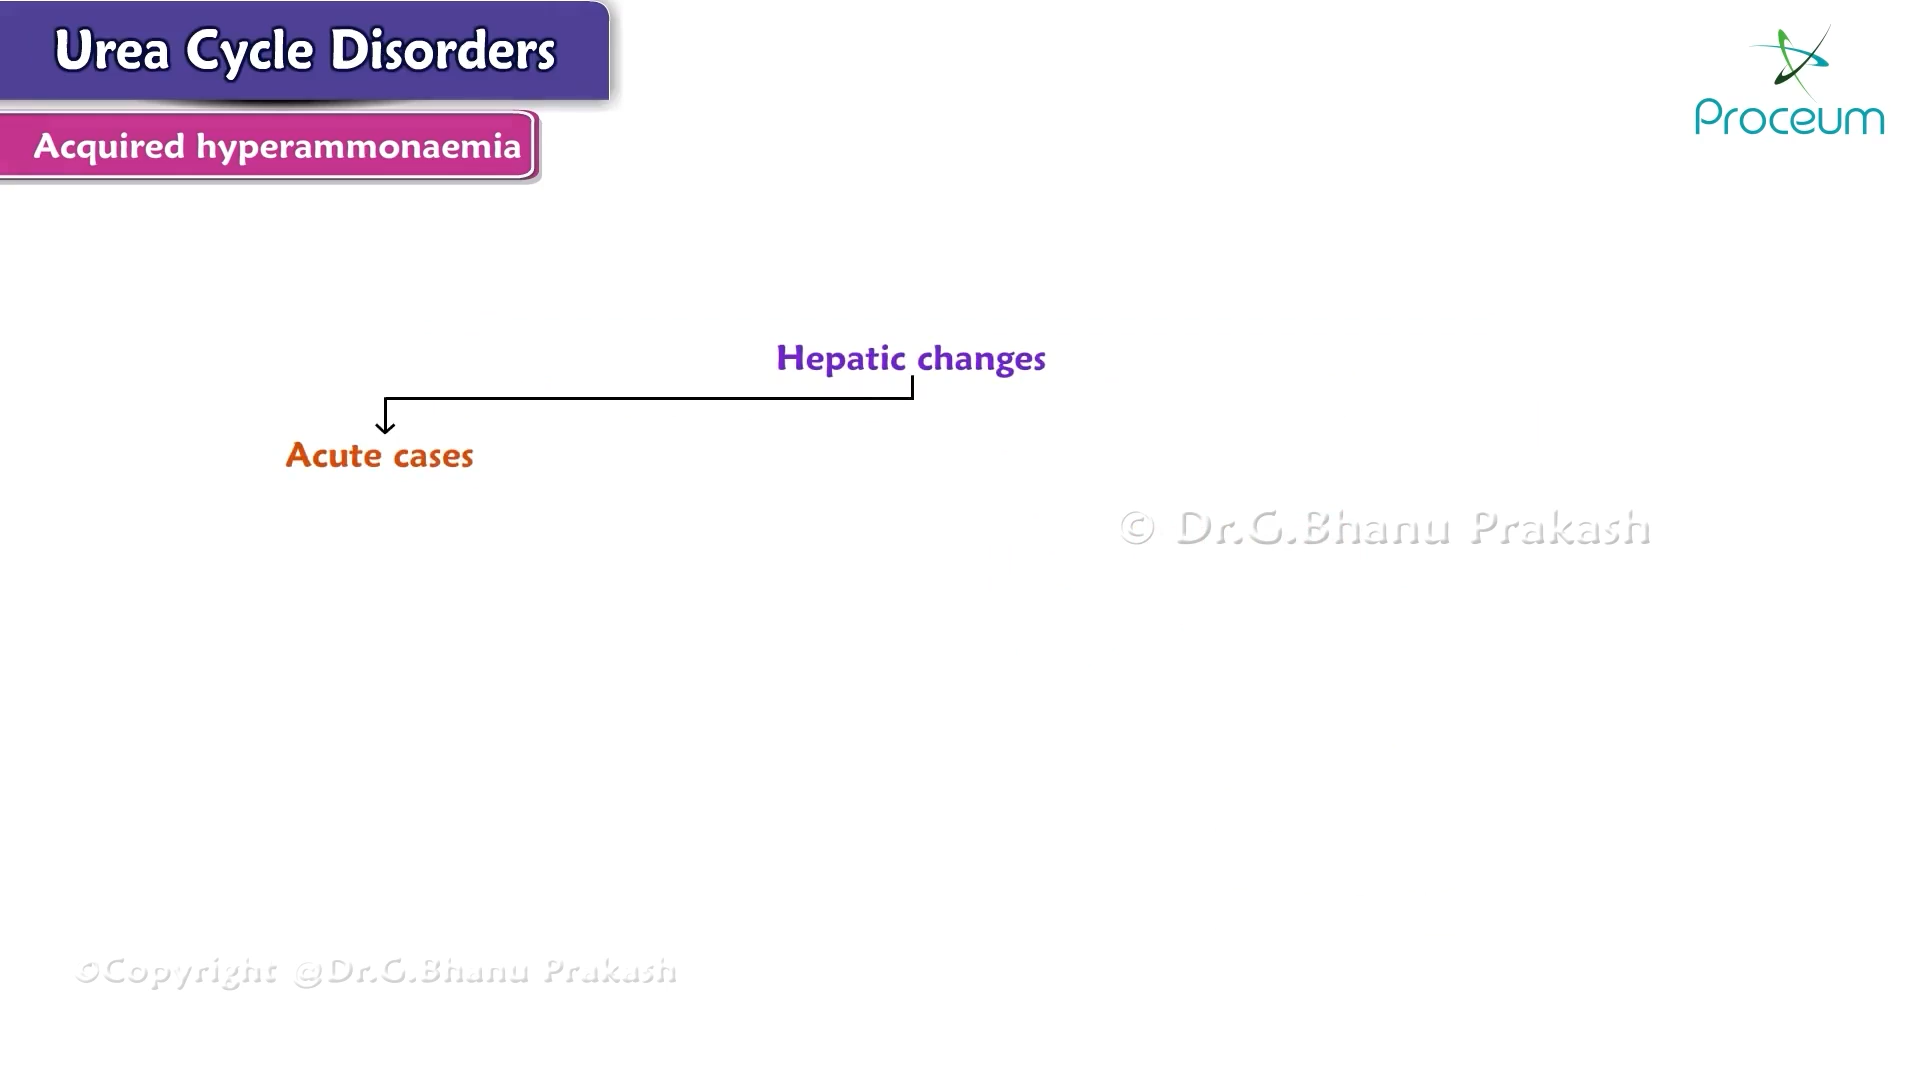 Urea Cycle Disorders
Proceum
Acquired hyperammonaemia
Hepatic changes
Acute cases
© Dr.G.Bhanu Prakash
©Copyright @Dr.G.Bhanu Prakash